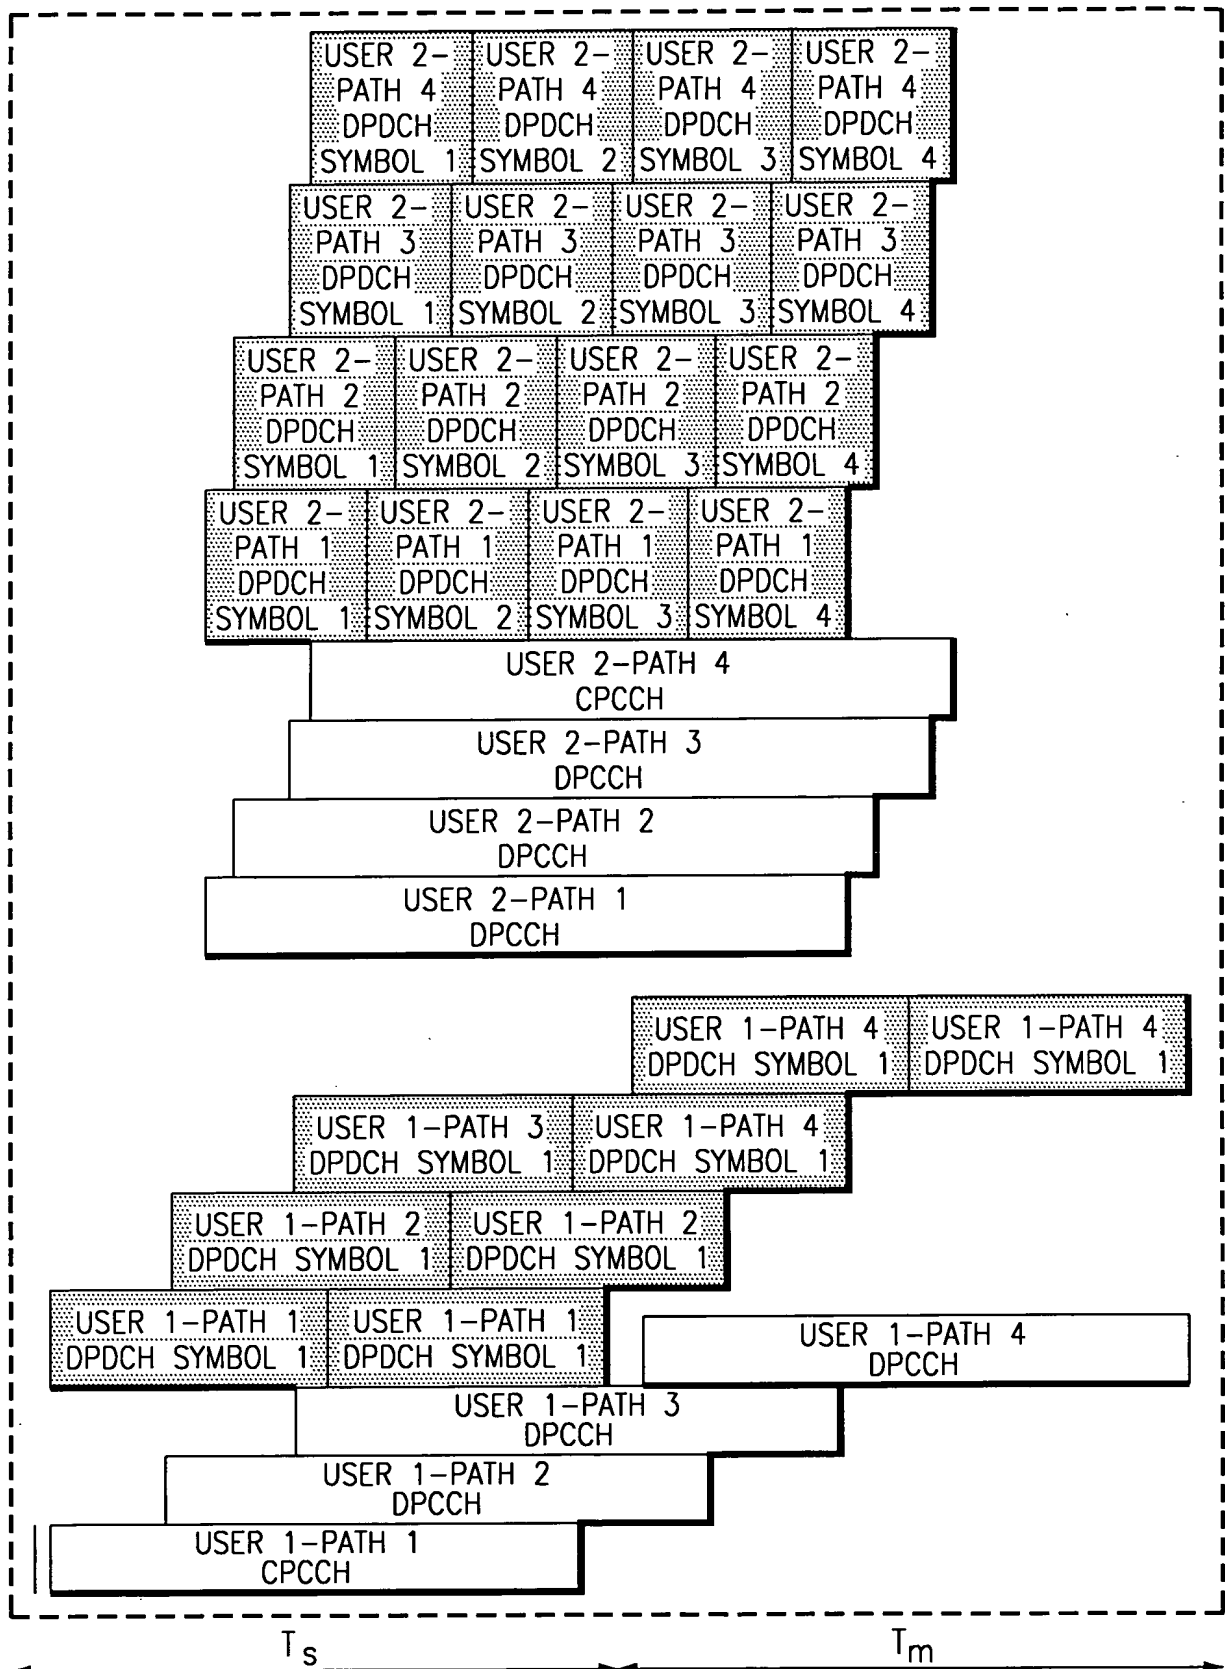 USER 2- USER 2- USER 2- USER 2-
PATH 4 PATH 4 PATH 4 PATH 4
DPDCH DPDCH DPDCH DPDCH
SYMBOL 1 SYMBOL 2 SYMBOL 3 SYMBOL 4
USER 2- USER 2- USER 2- USER 2-
PATH 3 PATH 3 PATH 3 PATH 3
DPDCH DPDCH DPDCH DPDCH
SYMBOL 1 SYMBOL 2 SYMBOL 3 SYMBOL 4
USER 2- USER 2- USER 2- USER 2-
PATH 2 PATH 2 PATH 2 PATH 2
DPDCH DPDCH DPDCH DPDCH
SYMBOL 1 SYMBOL 2 SYMBOL 3 SYMBOL 4
USER 2- USER 2- USER 2- USER 2-
PATH 1 PATH 1 PATH 1 PATH 1
DPDCH DPDCH DPDCH DPDCH
SYMBOL 1 SYMBOL 2 SYMBOL 3 SYMBOL 4
USER 2-PATH 4
CPCCH
USER 2-PATH 3
DPCCH
USER 2-PATH 2
DPCCH
USER 2-PATH 1
DPCCH
USER 1-PATH 4 USER 1-PATH 4
DPDCH SYMBOL 1 DPDCH SYMBOL 1
USER 1-PATH 3 USER 1-PATH 4
DPDCH SYMBOL 1 DPDCH SYMBOL 1
USER 1-PATH 2 USER 1-PATH 2
DPDCH SYMBOL 1 DPDCH SYMBOL 1
USER 1-PATH 1 USER 1-PATH 1
DPDCH SYMBOL 1 DPDCH SYMBOL 1
USER 1-PATH 4
DPCCH
USER 1-PATH 3
DPCCH
USER 1-PATH 2
DPCCH
USER 1-PATH 1
CPCCH
Ts Tm